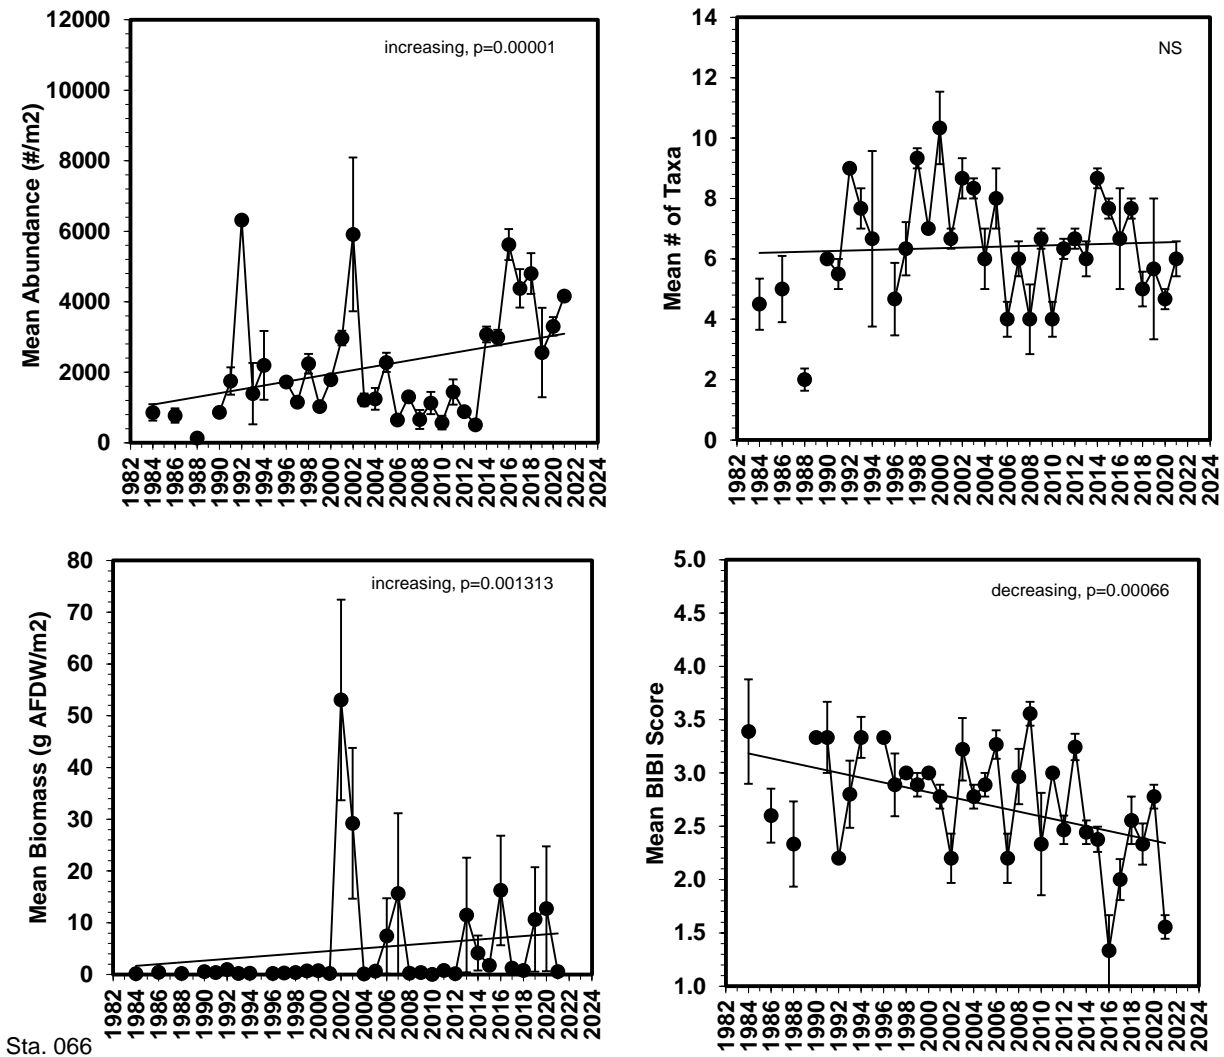 Mean Abundance (#/m2)
12000
10000
8000
6000
4000
2000
0
increasing, p=0.00001
1982 1984 1986 1988 1990 1992 1994 1996 1998 2000 2002 2004 2006 2008 2010 2012 2014 2016 2018 2020 2022 2024
Mean # of Taxa
14
12
10
8
6
4
2
0
NS
1982 1984 1986 1988 1990 1992 1994 1996 1998 2000 2002 2004 2006 2008 2010 2012 2014 2016 2018 2020 2022 2024
Mean Biomass (g AFDW/m2)
80
70
60
50
40
30
20
10
0
increasing, p=0.001313
1982 1984 1986 1988 1990 1992 1994 1996 1998 2000 2002 2004 2006 2008 2010 2012 2014 2016 2018 2020 2022 2024
Mean BIBI Score
5.0
4.5
4.0
3.5
3.0
2.5
2.0
1.5
1.0
decreasing, p=0.00066
1982 1984 1986 1988 1990 1992 1994 1996 1998 2000 2002 2004 2006 2008 2010 2012 2014 2016 2018 2020 2022 2024
Sta. 066